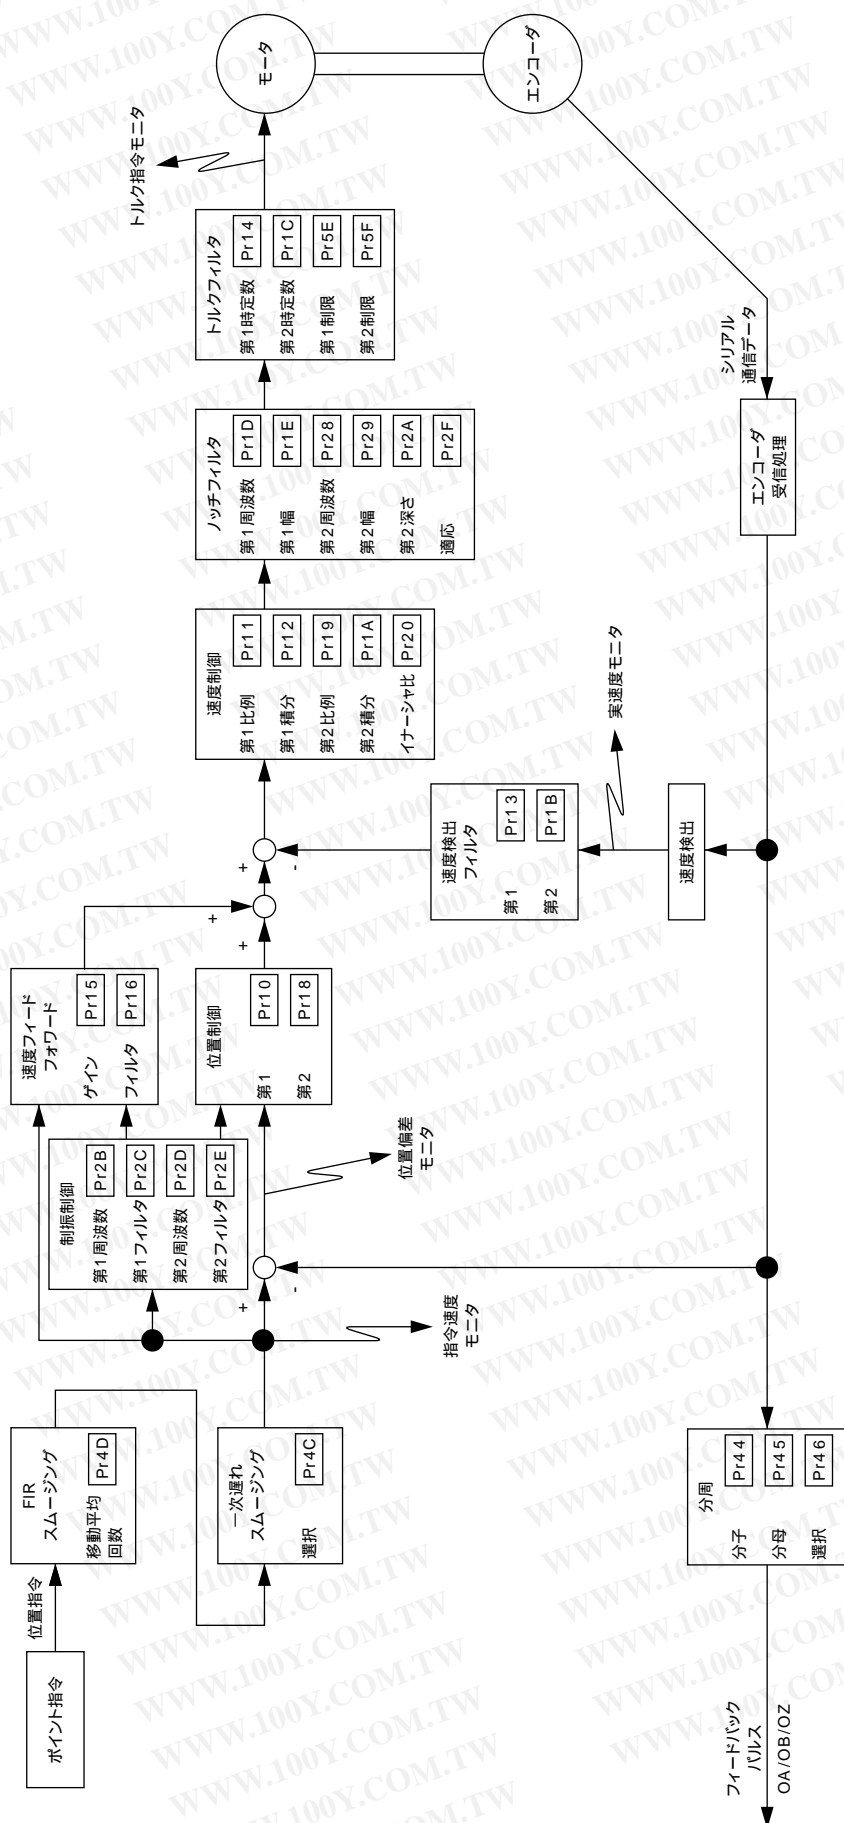 ポイント指令
位置指令
FIR
スムージング
移動平均
回数
Pr4D
一次遅れ
スムージング
選択
Pr4C
指令速度
モニタ
制振制御
第1周波数
Pr2B
第1フィルタ
Pr2C
第2周波数
Pr2D
第2フィルタ
Pr2E
+
-
位置偏差
モニタ
速度フィード
フォワード
ゲイン
Pr15
フィルタ
Pr16
位置制御
第1
Pr10
第2
Pr18
+
+
+
-
速度制御
第1比例
Pr11
第1積分
Pr12
第2比例
Pr19
第2積分
Pr1A
イナーシャ比
Pr20
ノッチフィルタ
第1周波数
Pr1D
第1幅
Pr1E
第2周波数
Pr28
第2幅
Pr29
第2深さ
Pr2A
適応
Pr2F
トルクフィルタ
第1時定数
Pr14
第2時定数
Pr1C
第1制限
Pr5E
第2制限
Pr5F
トルク指令モニタ
モータ
エンコーダ
シリアル
通信データ
エンコーダ
受信処理
速度検出
実速度モニタ
速度検出
フィルタ
第1
Pr13
第2
Pr1B
分周
分子
Pr44
分母
Pr45
選択
Pr46
フィードバック
パルス
OA/OB/OZ
WWW.100Y.COM.TW